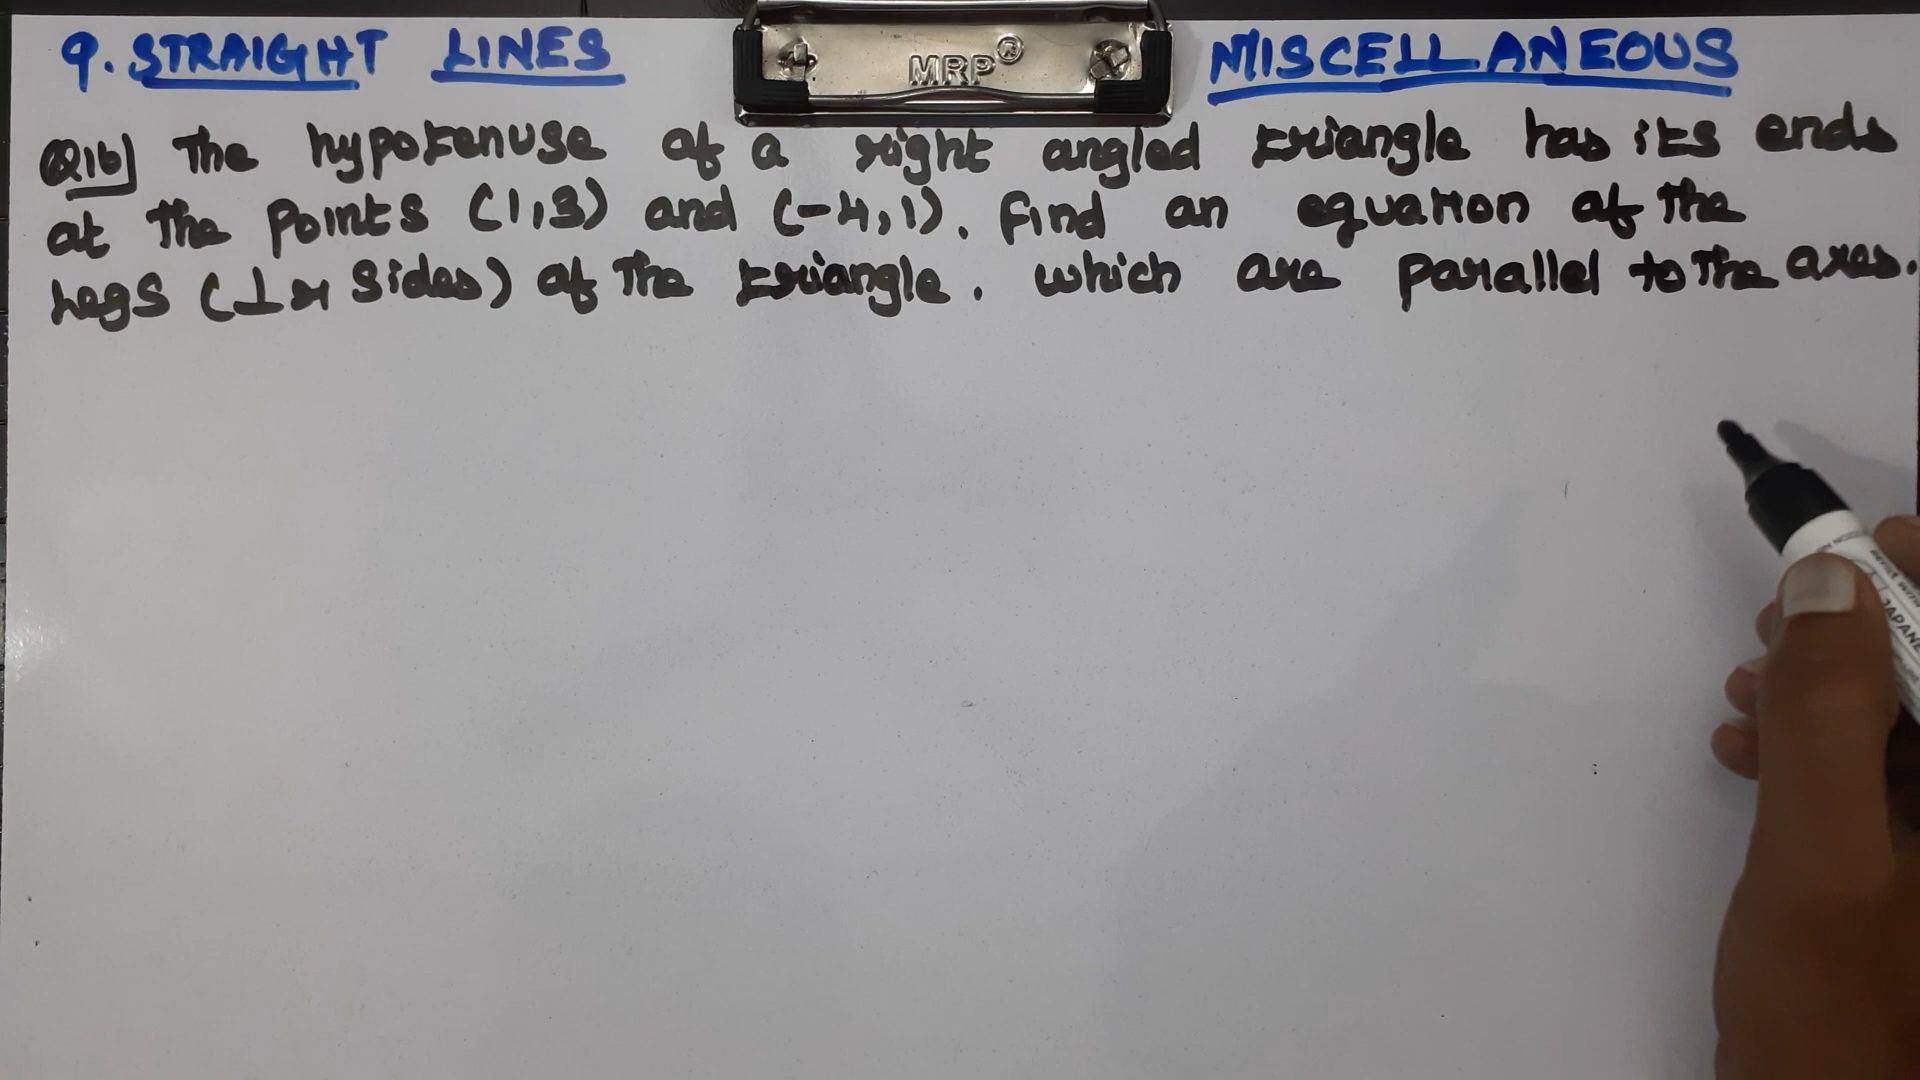 9. STRAIGHT LINES
MRP®
MISCELLANEOUS
Q16] The hypotenuse of a right angled triangle has its ends
at the points (1,3) and (-4,1). Find an equation of the
legs (⊥r sides) of the triangle. which are parallel to the axes.
JAPANE